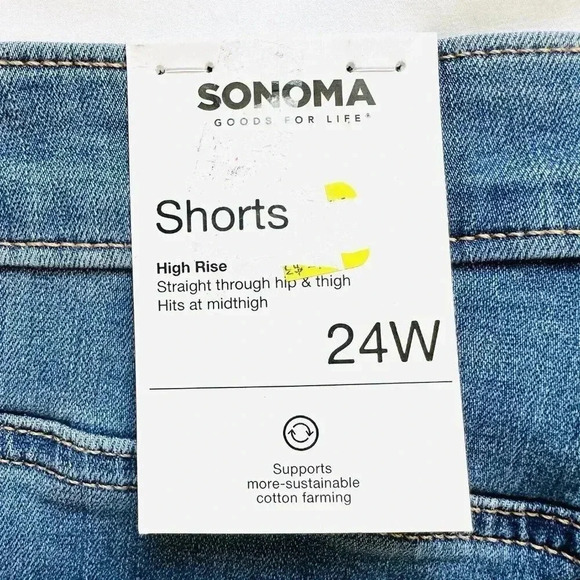 SONOMA
GOODS FOR LIFE®
Shorts
High Rise
Straight through hip & thigh
Hits at midthigh
24W
Supports
more-sustainable
cotton farming